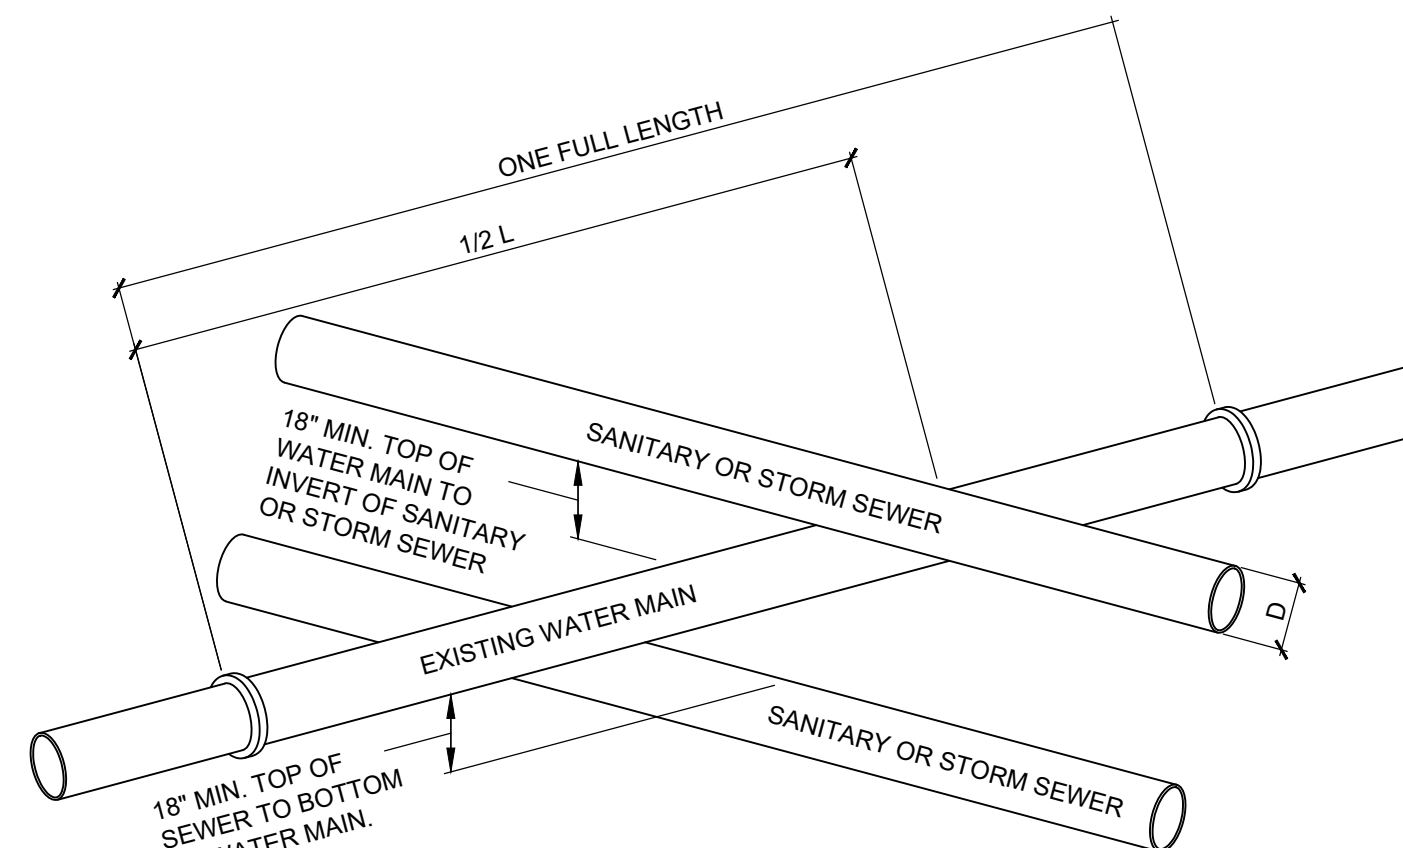 ONE FULL LENGTH
1/2 L
18" MIN. TOP OF
WATER MAIN TO
INVERT OF SANITARY
OR STORM SEWER
SANITARY OR STORM SEWER
D
EXISTING WATER MAIN
SANITARY OR STORM SEWER
18" MIN. TOP OF
SEWER TO BOTTOM
WATER MAIN.